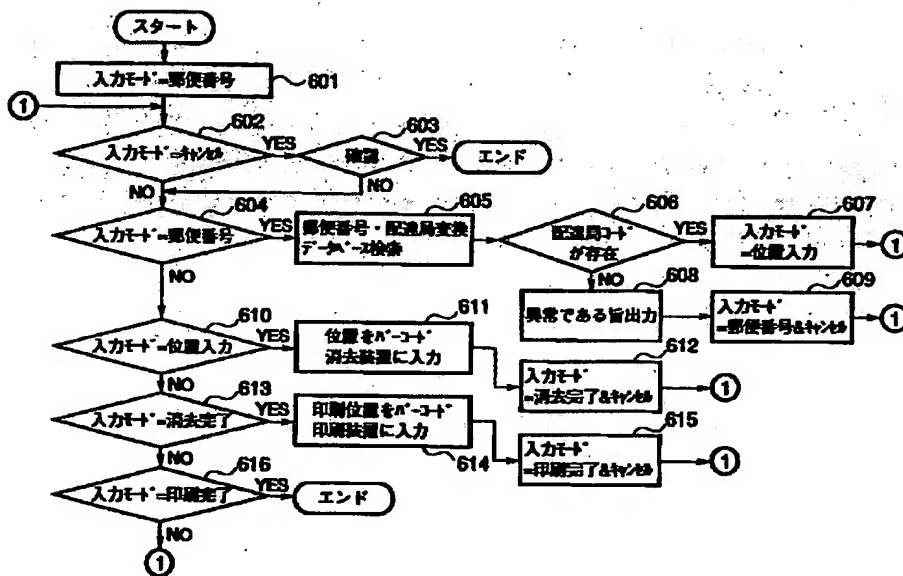 スタート
入力モード=郵便番号
601
①
602
603
入力モード=キャンセル
YES
確認
YES
エンド
NO
NO
604
605
606
607
入力モード=郵便番号
YES
郵便番号・配達局変換
データベース検索
配達局コード
が存在
YES
入力モード
=位置入力
①
NO
NO
608
609
異常である旨出力
入力モード
=郵便番号&キャンセル
①
610
611
入力モード=位置入力
YES
位置をバーコード
消去装置に入力
612
入力モード
=消去完了&キャンセル
①
NO
613
入力モード=消去完了
YES
印刷位置をバーコード
印刷装置に入力
614
615
入力モード
=印刷完了&キャンセル
①
NO
616
入力モード=印刷完了
YES
エンド
NO
①